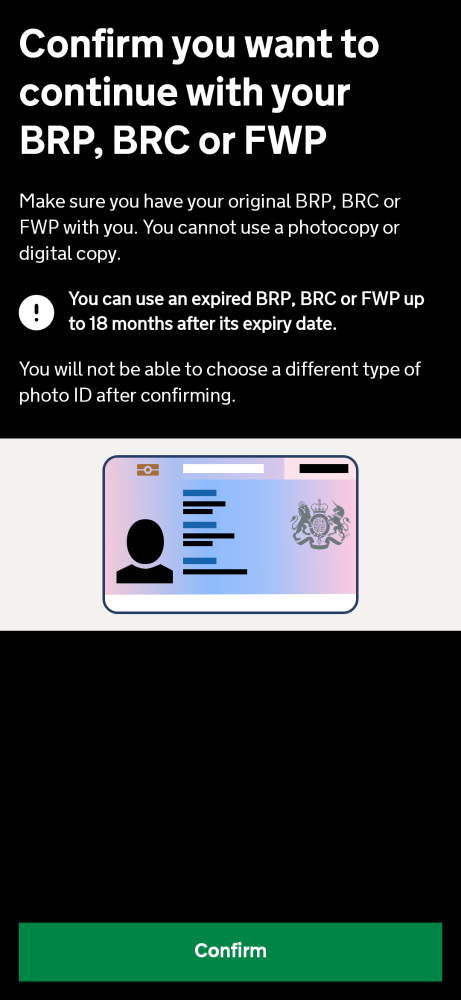 Confirm you want to
continue with your
BRP, BRC or FWP
Make sure you have your original BRP, BRC or
FWP with you. You cannot use a photocopy or
digital copy.
You can use an expired BRP, BRC or FWP up
to 18 months after its expiry date.
You will not be able to choose a different type of
photo ID after confirming.
Confirm